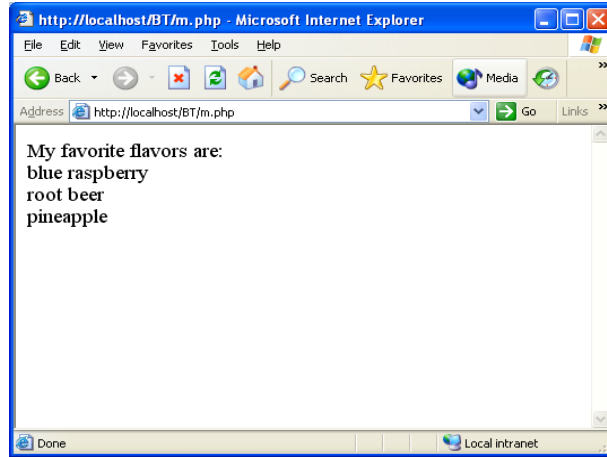 http://localhost/BT/m.php - Microsoft Internet Explorer
File Edit View Favorites Tools Help
Back Search Favorites Media »
Address http://localhost/BT/m.php Go Links »
My favorite flavors are:
blue raspberry
root beer
pineapple
Done Local intranet